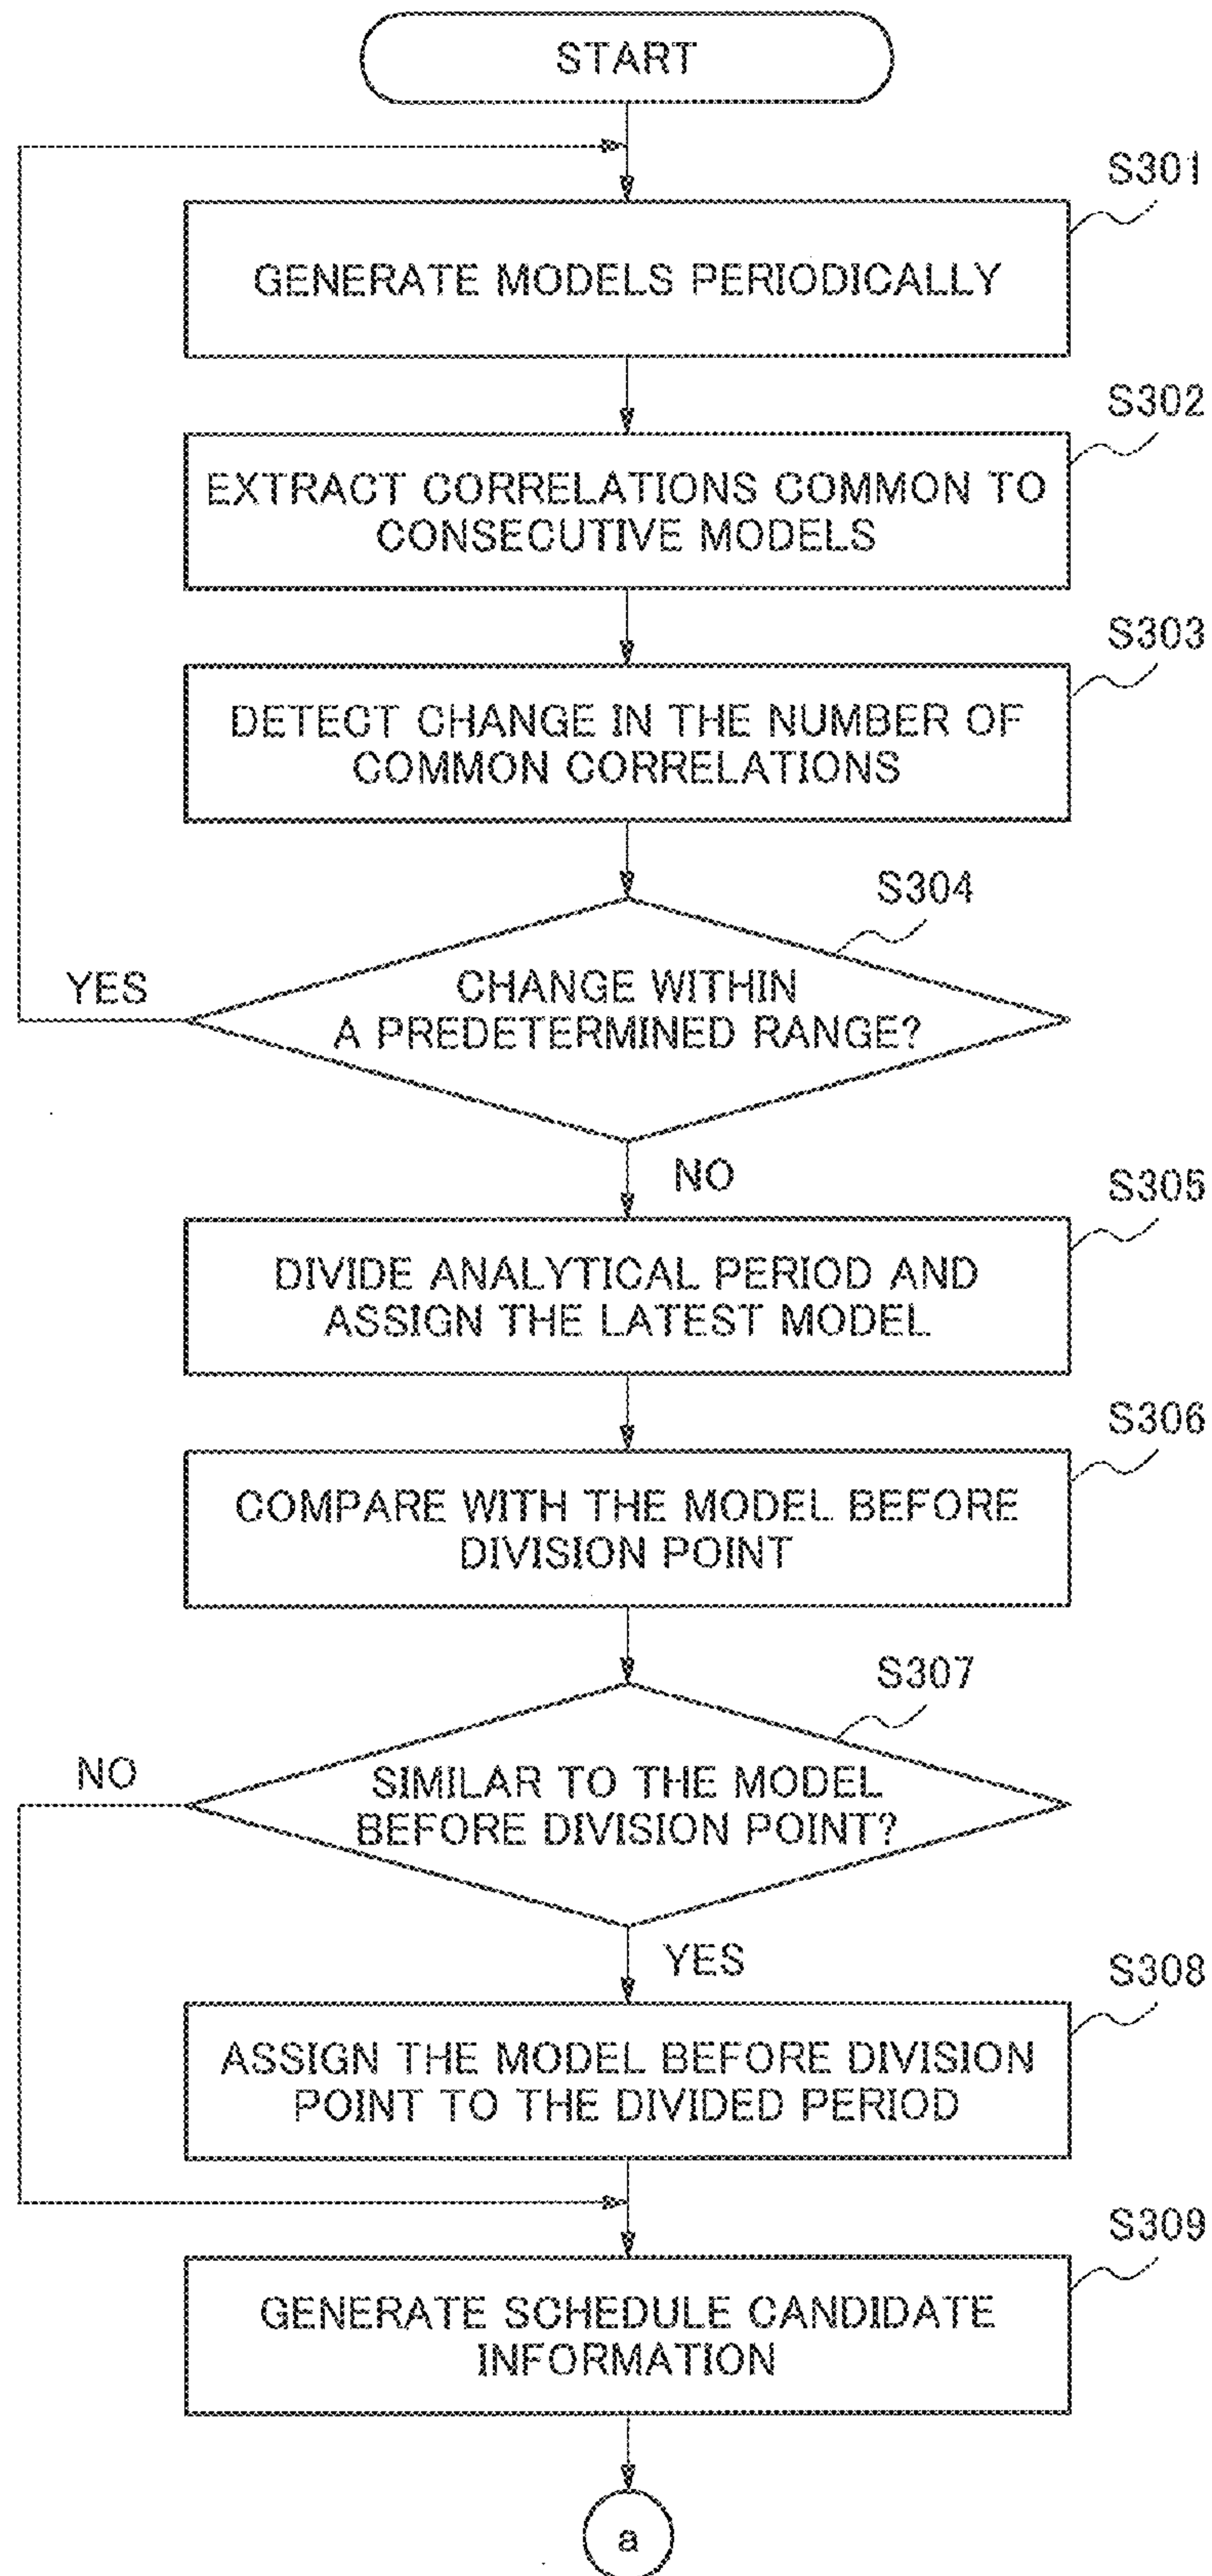 START
S301
GENERATE MODELS PERIODICALLY
S302
EXTRACT CORRELATIONS COMMON TO
CONSECUTIVE MODELS
S303
DETECT CHANGE IN THE NUMBER OF
COMMON CORRELATIONS
S304
YES
CHANGE WITHIN
A PREDETERMINED RANGE?
NO
S305
DIVIDE ANALYTICAL PERIOD AND
ASSIGN THE LATEST MODEL
S306
COMPARE WITH THE MODEL BEFORE
DIVISION POINT
S307
NO
SIMILAR TO THE MODEL
BEFORE DIVISION POINT?
YES
S308
ASSIGN THE MODEL BEFORE DIVISION
POINT TO THE DIVIDED PERIOD
S309
GENERATE SCHEDULE CANDIDATE
INFORMATION
a